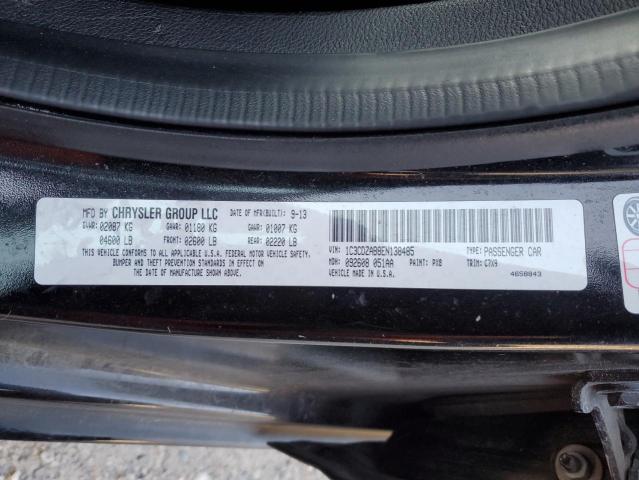 MFD BY CHRYSLER GROUP LLC DATE OF MFR(BUILT): 9-13
GVWR: 02087 KG GAWR: 01180 KG GAWR: 01007 KG
04600 LB FRONT: 02600 LB REAR: 02220 LB
THIS VEHICLE CONFORMS TO ALL APPLICABLE U.S.A. FEDERAL MOTOR VEHICLE SAFETY,
BUMPER AND THEFT PREVENTION STANDARDS IN EFFECT ON THE
DATE OF MANUFACTURE SHOWN ABOVE.
VIN: 1C3CDZAB8EN138485 TYPE: PASSENGER CAR
MDH: 092608 051AA PAINT: PX8 TRIM: C7X9
VEHICLE MADE IN U.S.A. 4658843